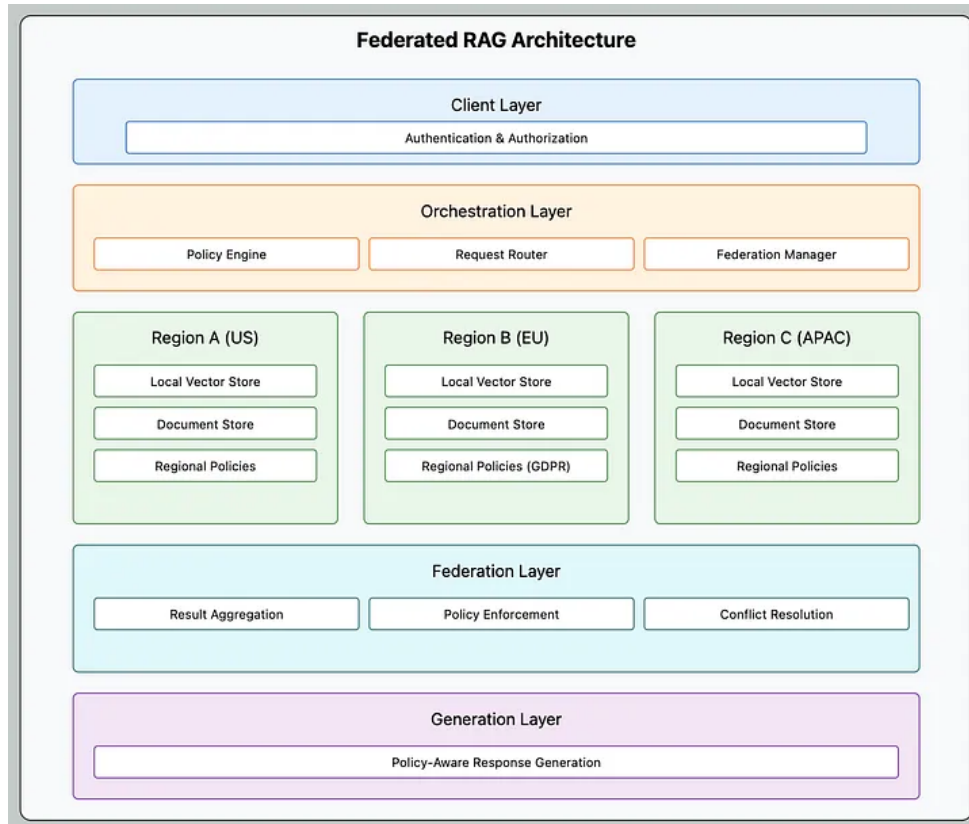 Federated RAG Architecture
Client Layer
Authentication & Authorization
Orchestration Layer
Policy Engine
Request Router
Federation Manager
Region A (US)
Local Vector Store
Document Store
Regional Policies
Region B (EU)
Local Vector Store
Document Store
Regional Policies (GDPR)
Region C (APAC)
Local Vector Store
Document Store
Regional Policies
Federation Layer
Result Aggregation
Policy Enforcement
Conflict Resolution
Generation Layer
Policy-Aware Response Generation